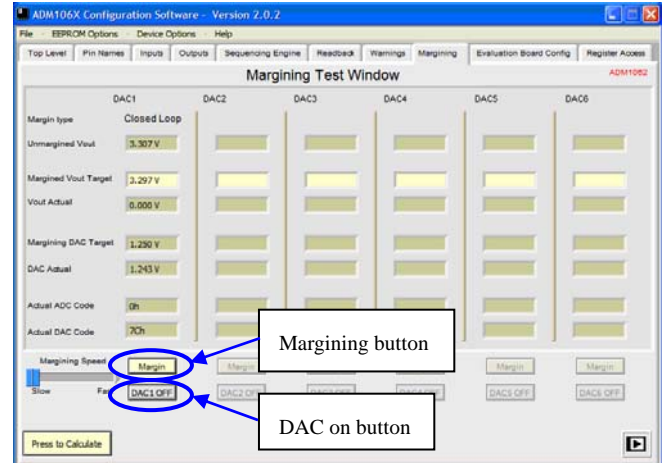 ADM106X Configuration Software - Version 2.0.2
File EEPROM Options Device Options Help
Top Level Pin Names Inputs Outputs Sequencing Engine Readback Warnings Margining Evaluation Board Config Register Access
Margining Test Window ADM1062
DAC1 DAC2 DAC3 DAC4 DAC5 DAC6
Margin type Closed Loop
Unmargined Vout 3.307 V
Margined Vout Target 3.297 V
Vout Actual 0.000 V
Margining DAC Target 1.250 V
DAC Actual 1.243 V
Actual ADC Code 0h
Actual DAC Code 7Ch
Margining button
Margining Speed Margin Margin Margin Margin
Slow Fast DAC1 OFF DAC2 OFF DAC5 OFF DAC6 OFF
DAC on button
Press to Calculate